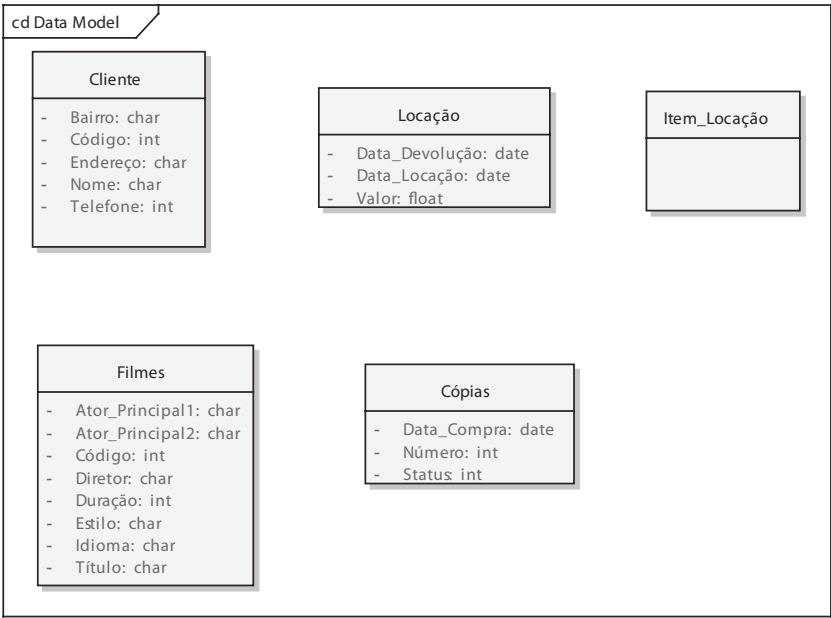 cd Data Model
Cliente
- Bairro: char
- Código: int
- Endereço: char
- Nome: char
- Telefone: int
Locação
- Data_Devolução: date
- Data_Locação: date
- Valor: float
Item_Locação
Filmes
- Ator_Principal1: char
- Ator_Principal2: char
- Código: int
- Diretor: char
- Duração: int
- Estilo: char
- Idioma: char
- Título: char
Cópias
- Data_Compra: date
- Número: int
- Status: int